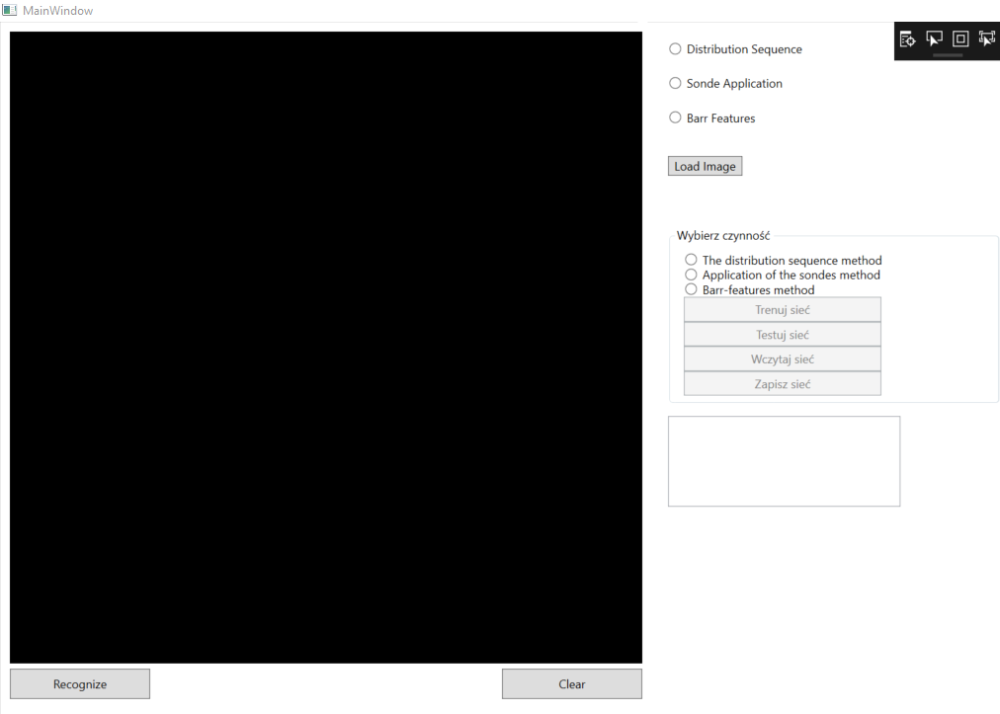 MainWindow
Distribution Sequence
Sonde Application
Barr Features
Load Image
Wybierz czynność
The distribution sequence method
Application of the sondes method
Barr-features method
Trenuj sieć
Testuj sieć
Wczytaj sieć
Zapisz sieć
Recognize
Clear